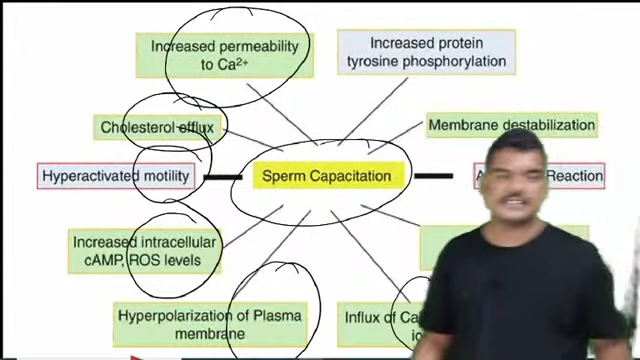 Increased permeability
to Ca²⁺
Increased protein
tyrosine phosphorylation
Cholesterol efflux
Membrane destabilization
Hyperactivated motility
Sperm Capacitation
Reaction
Increased intracellular
cAMP, ROS levels
Hyperpolarization of Plasma
membrane
Influx of